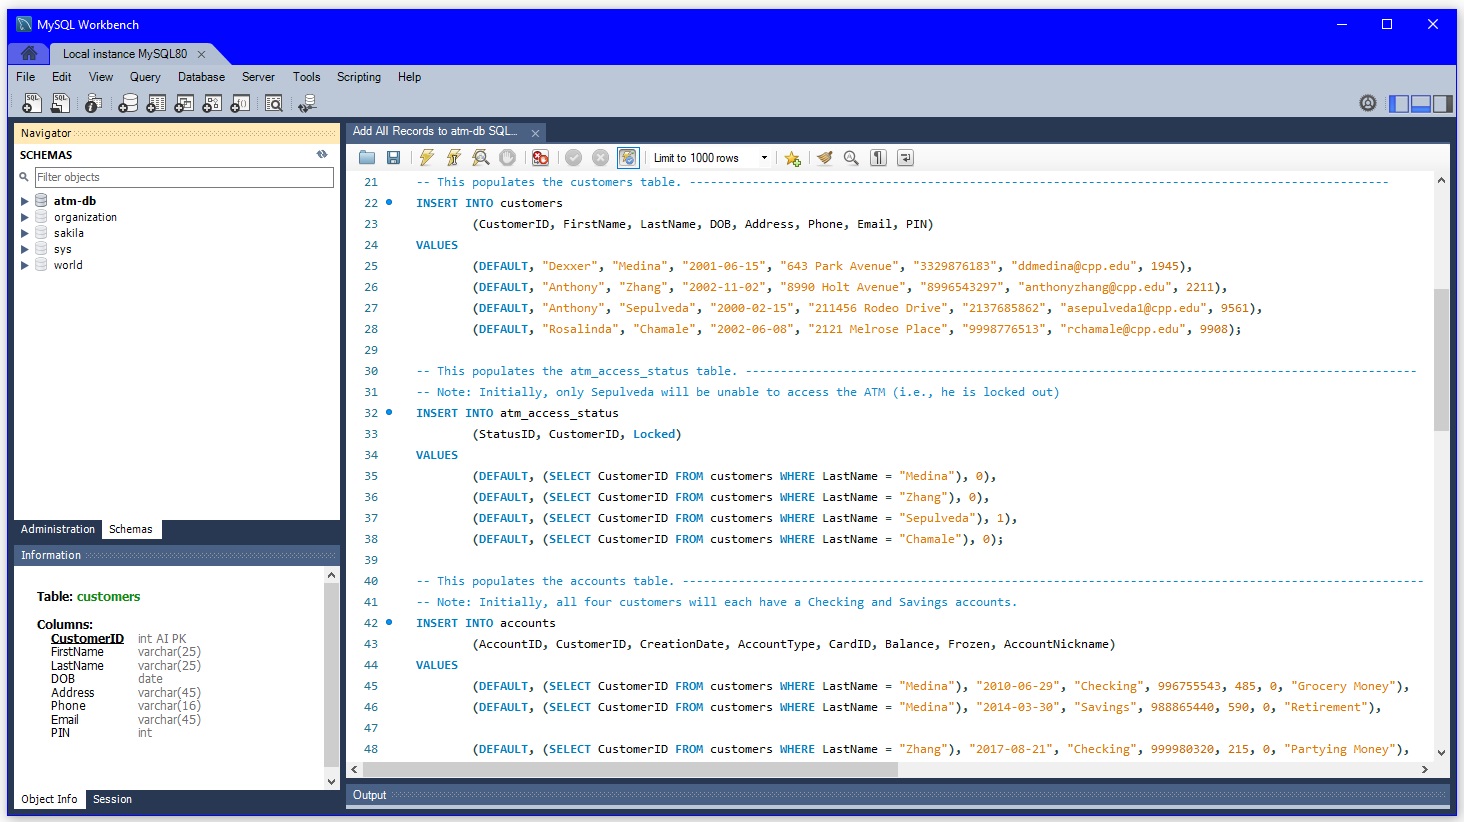 MySQL Workbench
Local instance MySQL80
File Edit View Query Database Server Tools Scripting Help
Navigator
SCHEMAS
Filter objects
atm-db
organization
sakila
sys
world
Administration Schemas
Information
Table: customers
Columns:
CustomerID int AI PK
FirstName varchar(25)
LastName varchar(25)
DOB date
Address varchar(45)
Phone varchar(16)
Email varchar(45)
PIN int
Object Info Session
Add All Records to atm-db SQL...
Limit to 1000 rows
21 -- This populates the customers table. ----------------------------------------------------------------------------------------------------
22 INSERT INTO customers
23 (CustomerID, FirstName, LastName, DOB, Address, Phone, Email, PIN)
24 VALUES
25 (DEFAULT, "Dexxer", "Medina", "2001-06-15", "643 Park Avenue", "3329876183", "ddmedina@cpp.edu", 1945),
26 (DEFAULT, "Anthony", "Zhang", "2002-11-02", "8990 Holt Avenue", "8996543297", "anthonyzhang@cpp.edu", 2211),
27 (DEFAULT, "Anthony", "Sepulveda", "2000-02-15", "211456 Rodeo Drive", "2137685862", "asepulveda1@cpp.edu", 9561),
28 (DEFAULT, "Rosalinda", "Chamale", "2002-06-08", "2121 Melrose Place", "9998776513", "rchamale@cpp.edu", 9908);
29
30 -- This populates the atm_access_status table. ------------------------------------------------------------------------------------------------
31 -- Note: Initially, only Sepulveda will be unable to access the ATM (i.e., he is locked out)
32 INSERT INTO atm_access_status
33 (StatusID, CustomerID, Locked)
34 VALUES
35 (DEFAULT, (SELECT CustomerID FROM customers WHERE LastName = "Medina"), 0),
36 (DEFAULT, (SELECT CustomerID FROM customers WHERE LastName = "Zhang"), 0),
37 (DEFAULT, (SELECT CustomerID FROM customers WHERE LastName = "Sepulveda"), 1),
38 (DEFAULT, (SELECT CustomerID FROM customers WHERE LastName = "Chamale"), 0);
39
40 -- This populates the accounts table. ----------------------------------------------------------------------------------------------------------
41 -- Note: Initially, all four customers will each have a Checking and Savings accounts.
42 INSERT INTO accounts
43 (AccountID, CustomerID, CreationDate, AccountType, CardID, Balance, Frozen, AccountNickname)
44 VALUES
45 (DEFAULT, (SELECT CustomerID FROM customers WHERE LastName = "Medina"), "2010-06-29", "Checking", 996755543, 485, 0, "Grocery Money"),
46 (DEFAULT, (SELECT CustomerID FROM customers WHERE LastName = "Medina"), "2014-03-30", "Savings", 988865440, 590, 0, "Retirement"),
47
48 (DEFAULT, (SELECT CustomerID FROM customers WHERE LastName = "Zhang"), "2017-08-21", "Checking", 999980320, 215, 0, "Partying Money"),
Output